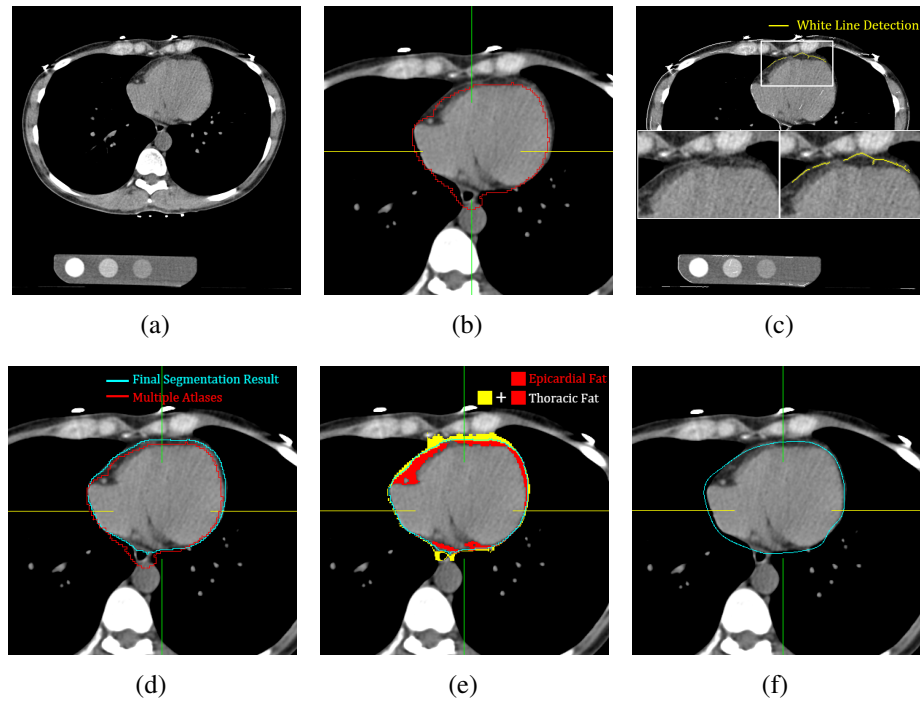 White Line Detection
(a)
(b)
(c)
Final Segmentation Result
Multiple Atlases
Epicardial Fat
+ Thoracic Fat
(d)
(e)
(f)